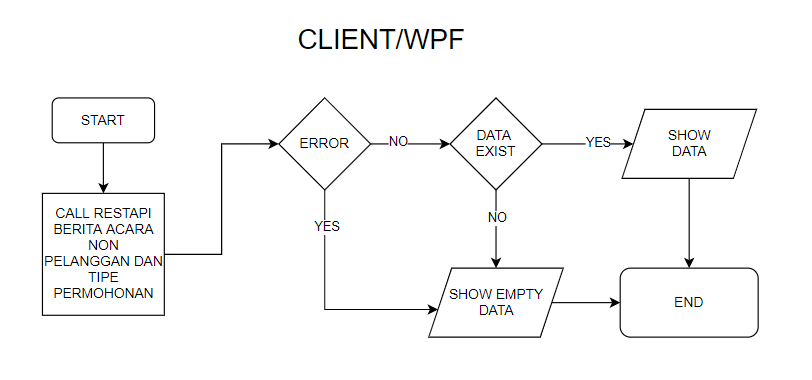 CLIENT/WPF
START
CALL RESTAPI
BERITA ACARA
NON
PELANGGAN DAN
TIPE
PERMOHONAN
ERROR
NO
DATA
EXIST
YES
SHOW
DATA
YES
NO
SHOW EMPTY
DATA
END